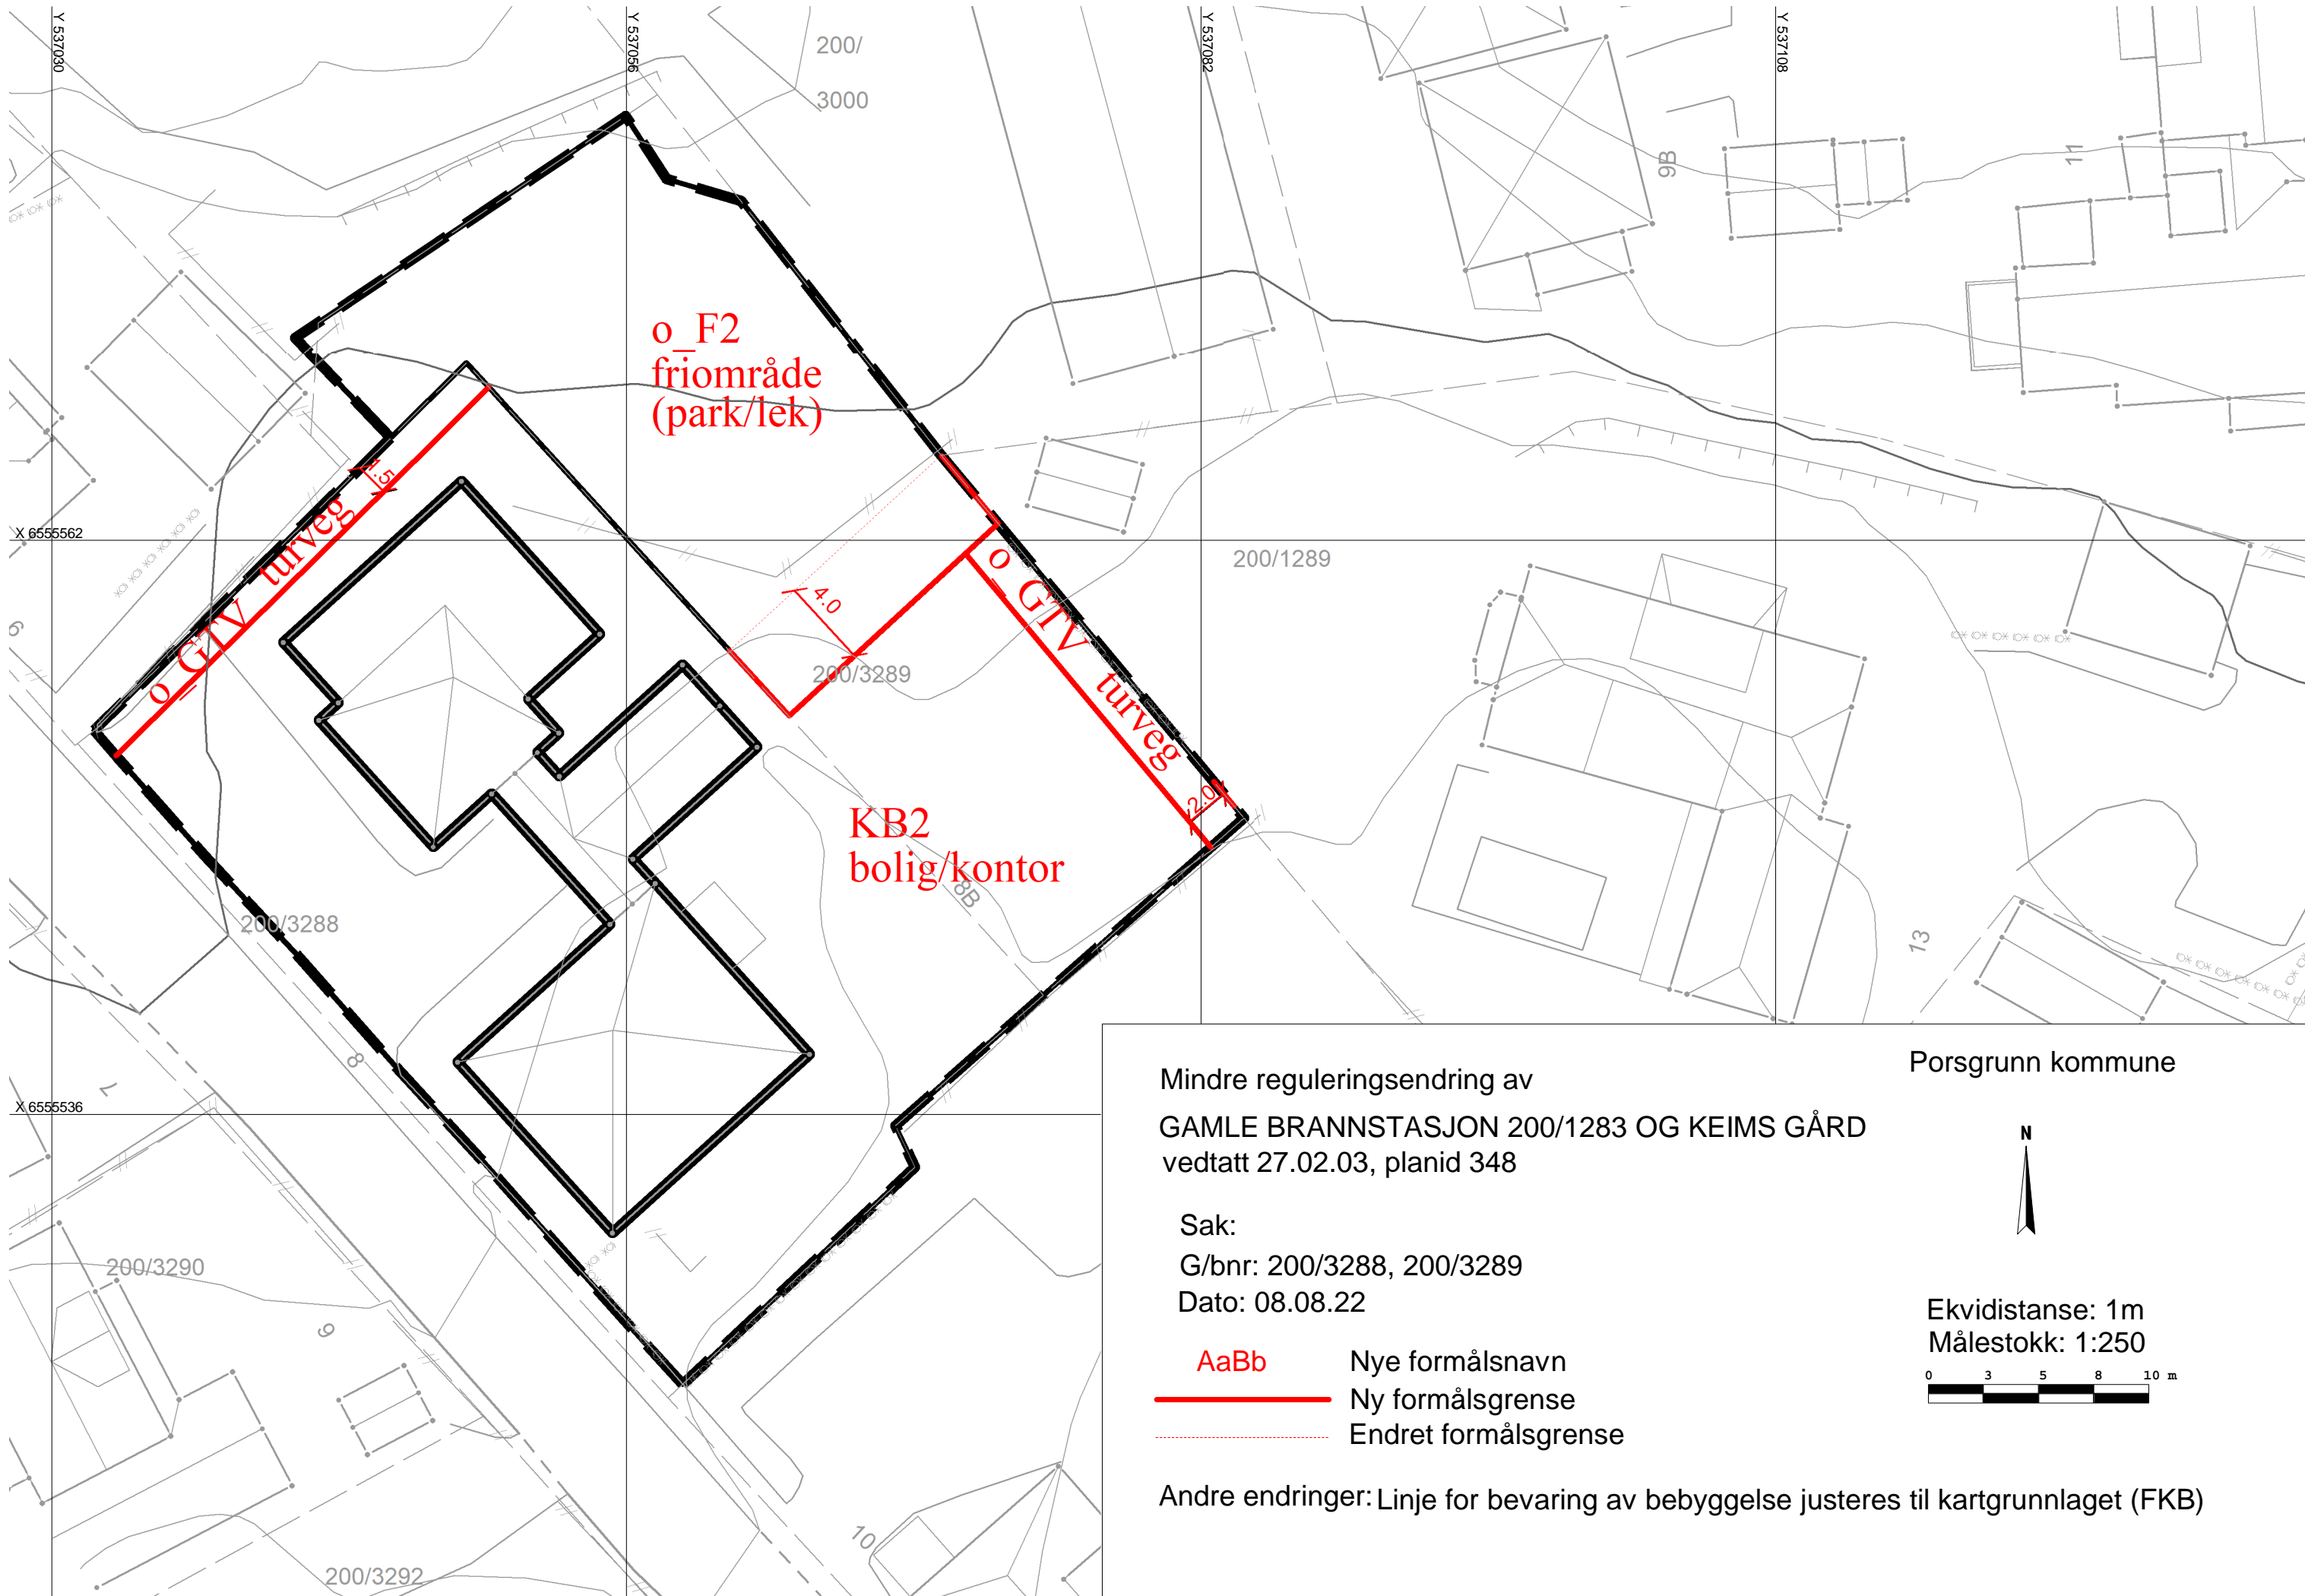 Y 537030
Y 537056
Y 537082
Y 537108
200/
3000
9B
11
o_F2
friområde
(park/lek)
1.5
o_GTV turveg
X 6555562
200/1289
4.0
200/3289
o_GTV turveg
2.0
6
KB2
bolig/kontor
8B
200/3288
13
8
7
X 6555536
200/3290
9
10
200/3292
Porsgrunn kommune
Mindre reguleringsendring av
GAMLE BRANNSTASJON 200/1283 OG KEIMS GÅRD
vedtatt 27.02.03, planid 348
N
Sak:
G/bnr: 200/3288, 200/3289
Dato: 08.08.22
Ekvidistanse: 1m
Målestokk: 1:250
0 3 5 8 10 m
AaBb Nye formålsnavn
Ny formålsgrense
Endret formålsgrense
Andre endringer: Linje for bevaring av bebyggelse justeres til kartgrunnlaget (FKB)